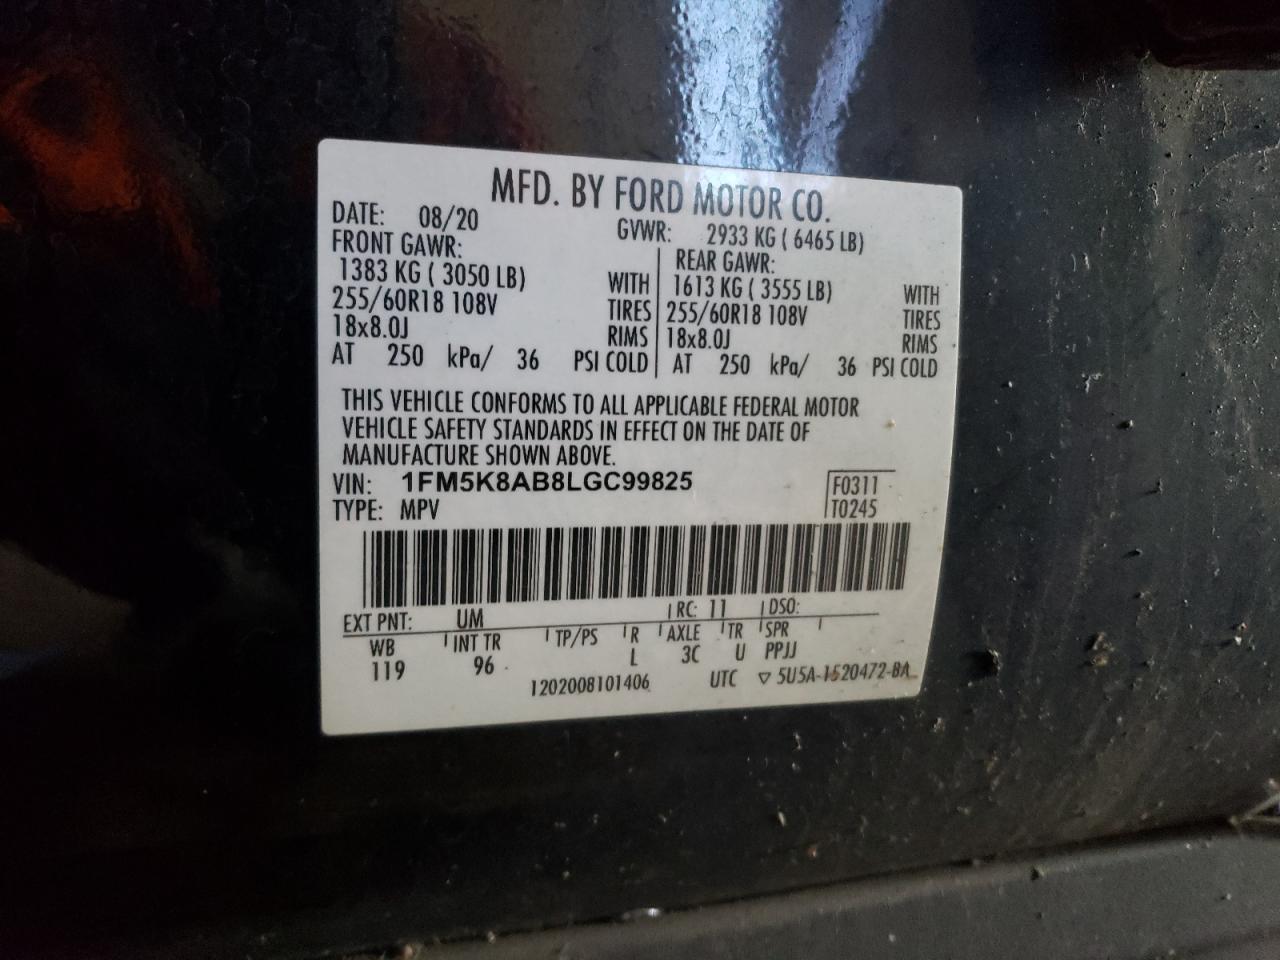 MFD. BY FORD MOTOR CO.
DATE: 08/20 GVWR: 2933 KG ( 6465 LB)
FRONT GAWR: REAR GAWR:
1383 KG ( 3050 LB) WITH 1613 KG ( 3555 LB) WITH
255/60R18 108V TIRES 255/60R18 108V TIRES
18x8.0J RIMS 18x8.0J RIMS
AT 250 kPa/ 36 PSI COLD AT 250 kPa/ 36 PSI COLD
THIS VEHICLE CONFORMS TO ALL APPLICABLE FEDERAL MOTOR
VEHICLE SAFETY STANDARDS IN EFFECT ON THE DATE OF
MANUFACTURE SHOWN ABOVE.
VIN: 1FM5K8AB8LGC99825 F0311
TYPE: MPV T0245
EXT PNT: UM RC: 11 DSO:
WB INT TR TP/PS R AXLE TR SPR
119 96 L 3C U PPJJ
1202008101406 UTC ▽ 5U5A-1520472-BA